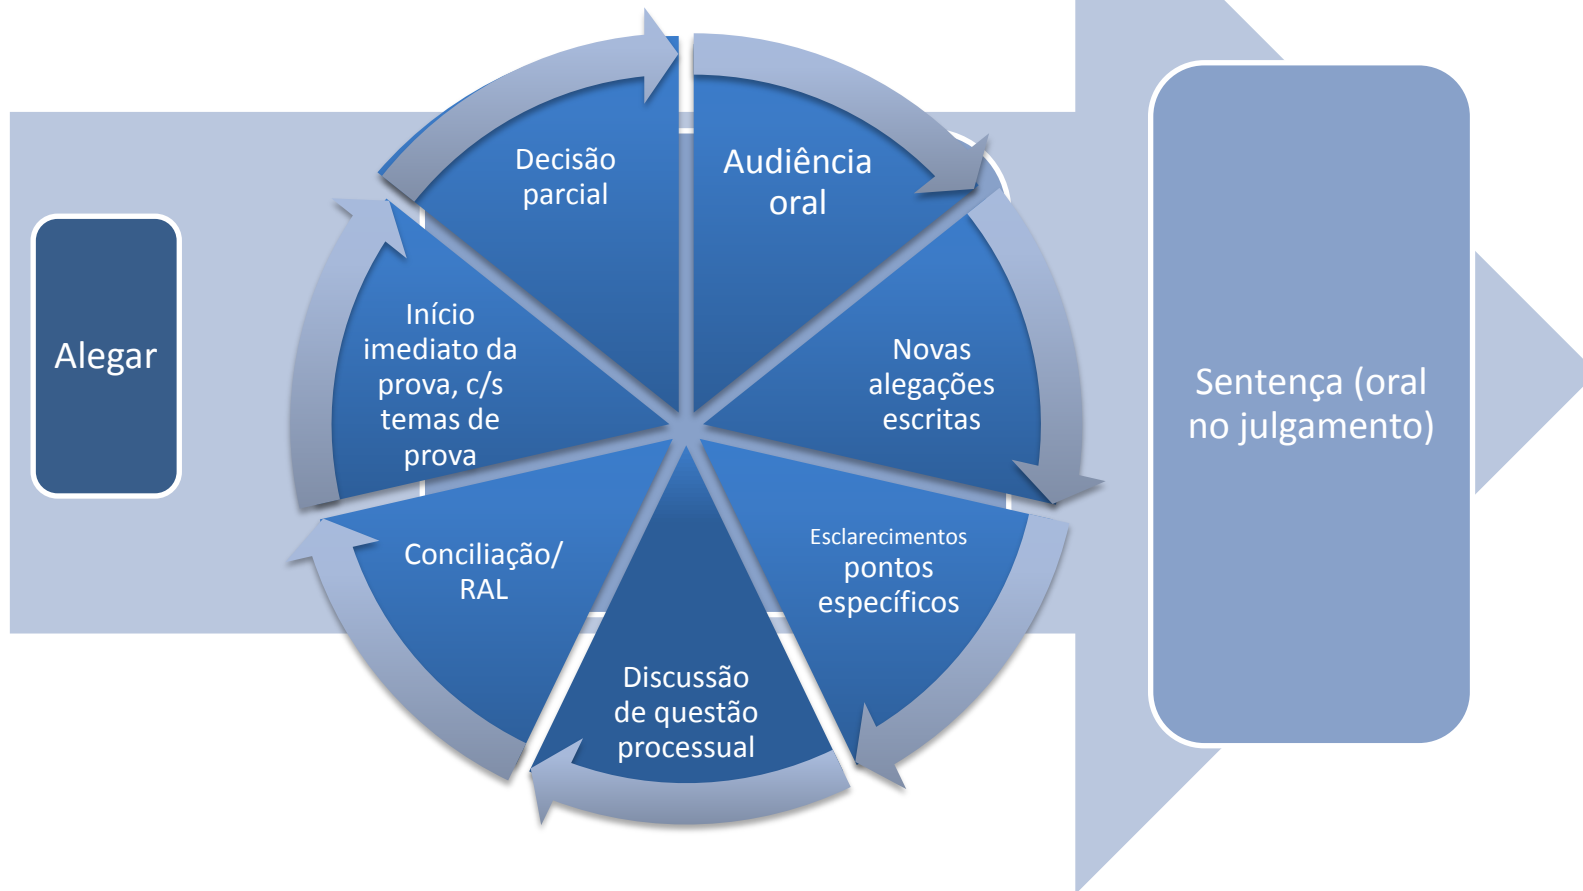 Alegar
Audiência
oral
Novas
alegações
escritas
Esclarecimentos
pontos
específicos
Discussão
de questão
processual
Conciliação/
RAL
Início
imediato da
prova, c/s
temas de
prova
Decisão
parcial
Sentença (oral
no julgamento)